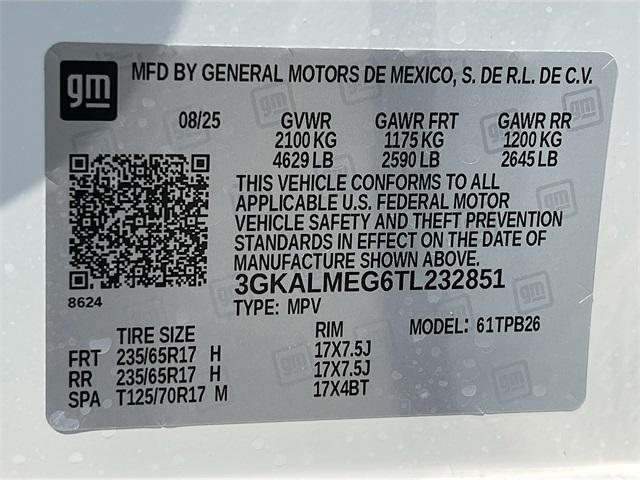 gm MFD BY GENERAL MOTORS DE MEXICO, S. DE R.L. DE C.V.
08/25 GVWR GAWR FRT GAWR RR
2100 KG 1175 KG 1200 KG
4629 LB 2590 LB 2645 LB
THIS VEHICLE CONFORMS TO ALL
APPLICABLE U.S. FEDERAL MOTOR
VEHICLE SAFETY AND THEFT PREVENTION
STANDARDS IN EFFECT ON THE DATE OF
MANUFACTURE SHOWN ABOVE.
3GKALMEG6TL232851
8624
TYPE: MPV
TIRE SIZE RIM MODEL: 61TPB26
FRT 235/65R17 H 17X7.5J
RR 235/65R17 H 17X7.5J
SPA T125/70R17 M 17X4BT